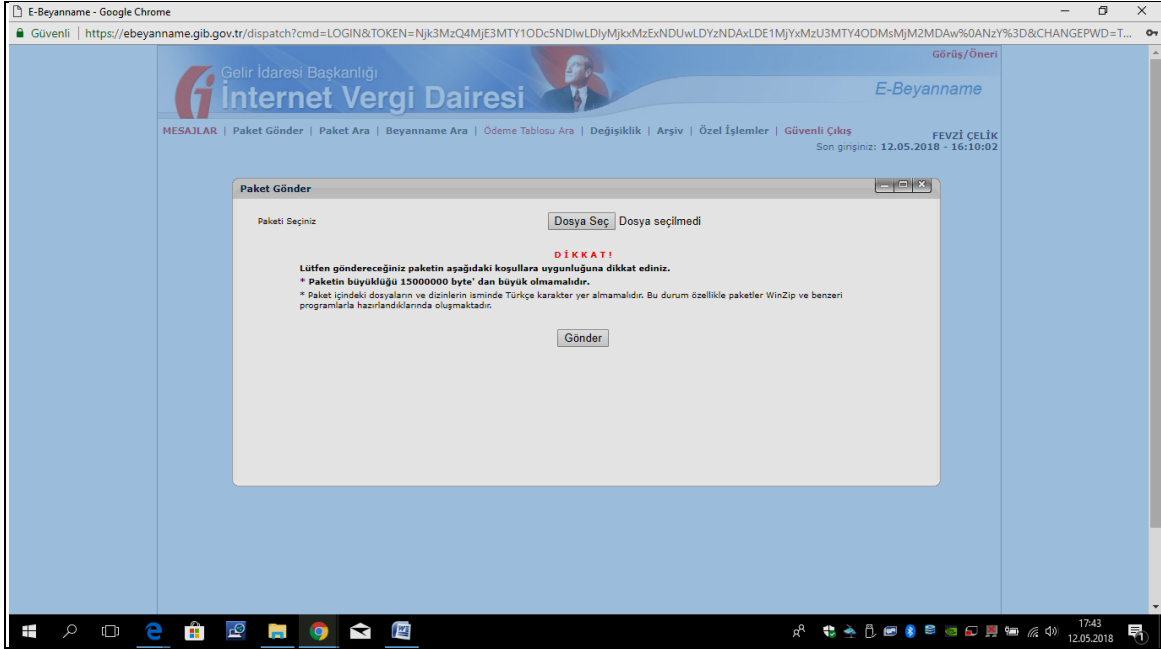 E-Beyanname - Google Chrome
Güvenli | https://ebeyanname.gib.gov.tr/dispatch?cmd=LOGIN&TOKEN=Njk3MzQ4MjE3MTY1ODc5NDIwLDIyMjkxMzExNDUwLDYzNDAxLDE1MjYxMzU3MTY4ODMsMjM2MDAw%0ANzY%3D&CHANGEPWD=T...
Görüş/Öneri
Gelir İdaresi Başkanlığı
İnternet Vergi Dairesi
E-Beyanname
MESAJLAR | Paket Gönder | Paket Ara | Beyanname Ara | Ödeme Tablosu Ara | Değişiklik | Arşiv | Özel İşlemler | Güvenli Çıkış
FEVZİ ÇELİK
Son girişiniz: 12.05.2018 - 16:10:02
Paket Gönder
Paketi Seçiniz
Dosya Seç Dosya seçilmedi
DİKKAT!
Lütfen göndereceğiniz paketin aşağıdaki koşullara uygunluğuna dikkat ediniz.
* Paketin büyüklüğü 15000000 byte' dan büyük olmamalıdır.
* Paket içindeki dosyaların ve dizinlerin isminde Türkçe karakter yer almamalıdır. Bu durum özellikle paketler WinZip ve benzeri
programlarla hazırlandıklarında oluşmaktadır.
Gönder
17:43
12.05.2018